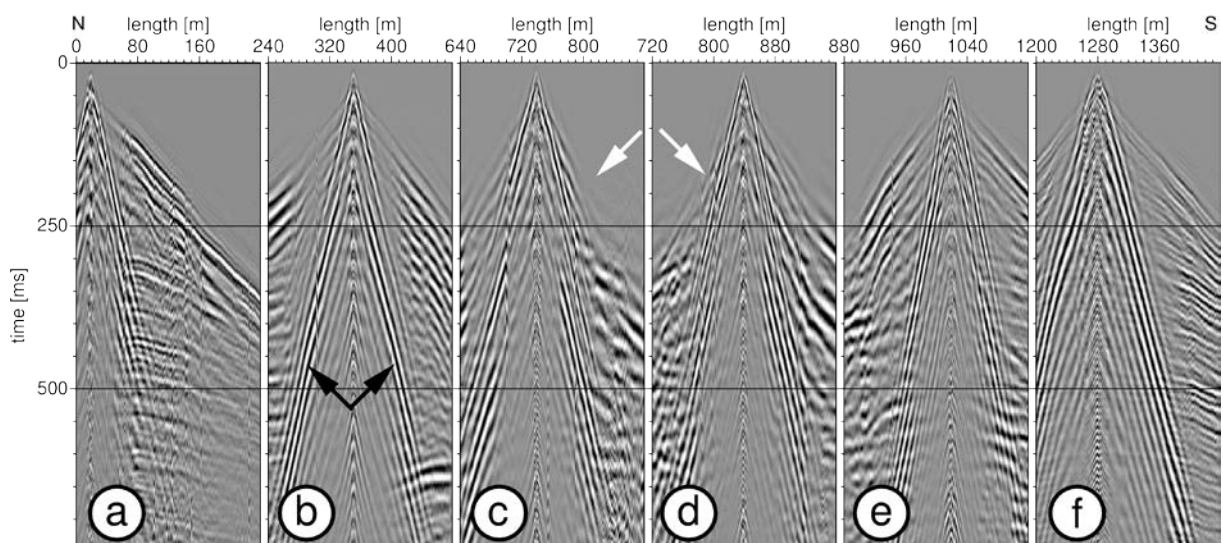 N length [m] length [m] length [m] length [m] length [m] length [m] S
0 80 160 240 320 400 640 720 800 720 800 880 880 960 1040 1200 1280 1360
0
250
500
time [ms]
a b c d e f